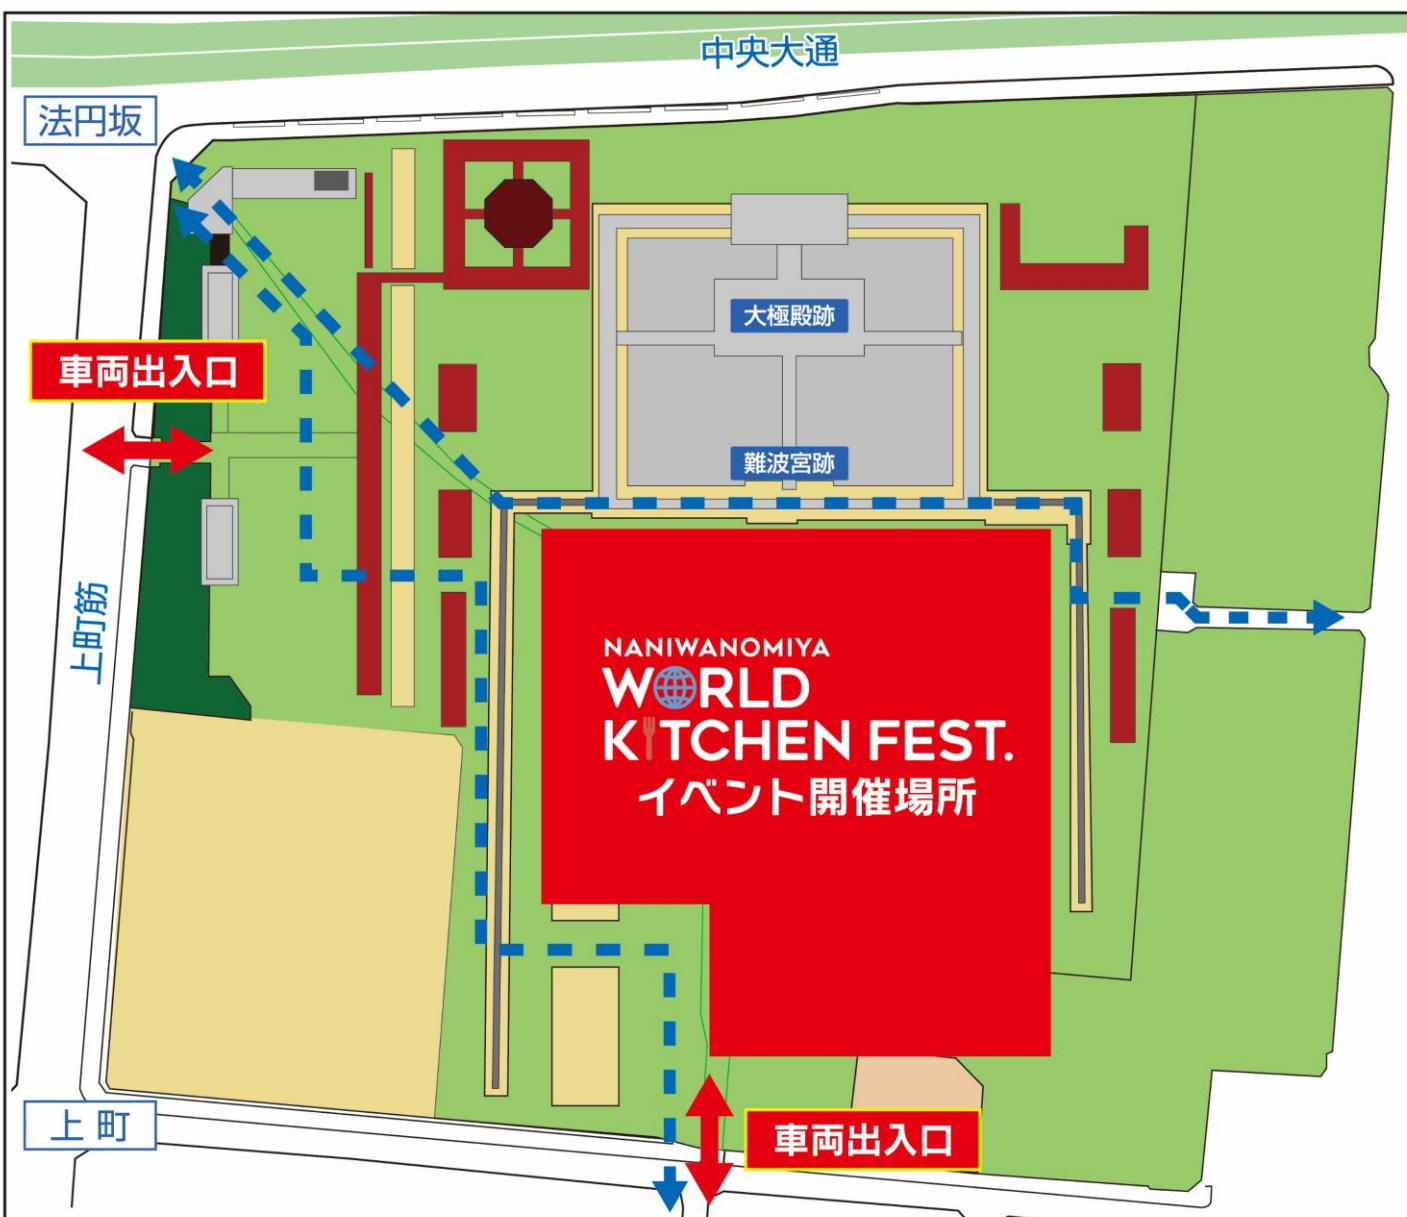 中央大通
法円坂
大極殿跡
車両出入口
難波宮跡
上町筋
NANIWANOMIYA
WORLD
KITCHEN FEST.
イベント開催場所
上町
車両出入口